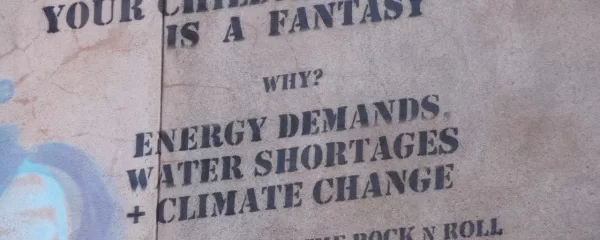 YOUR
IS A FANTASY
WHY?
ENERGY DEMANDS,
WATER SHORTAGES
+ CLIMATE CHANGE
ROCK N ROLL